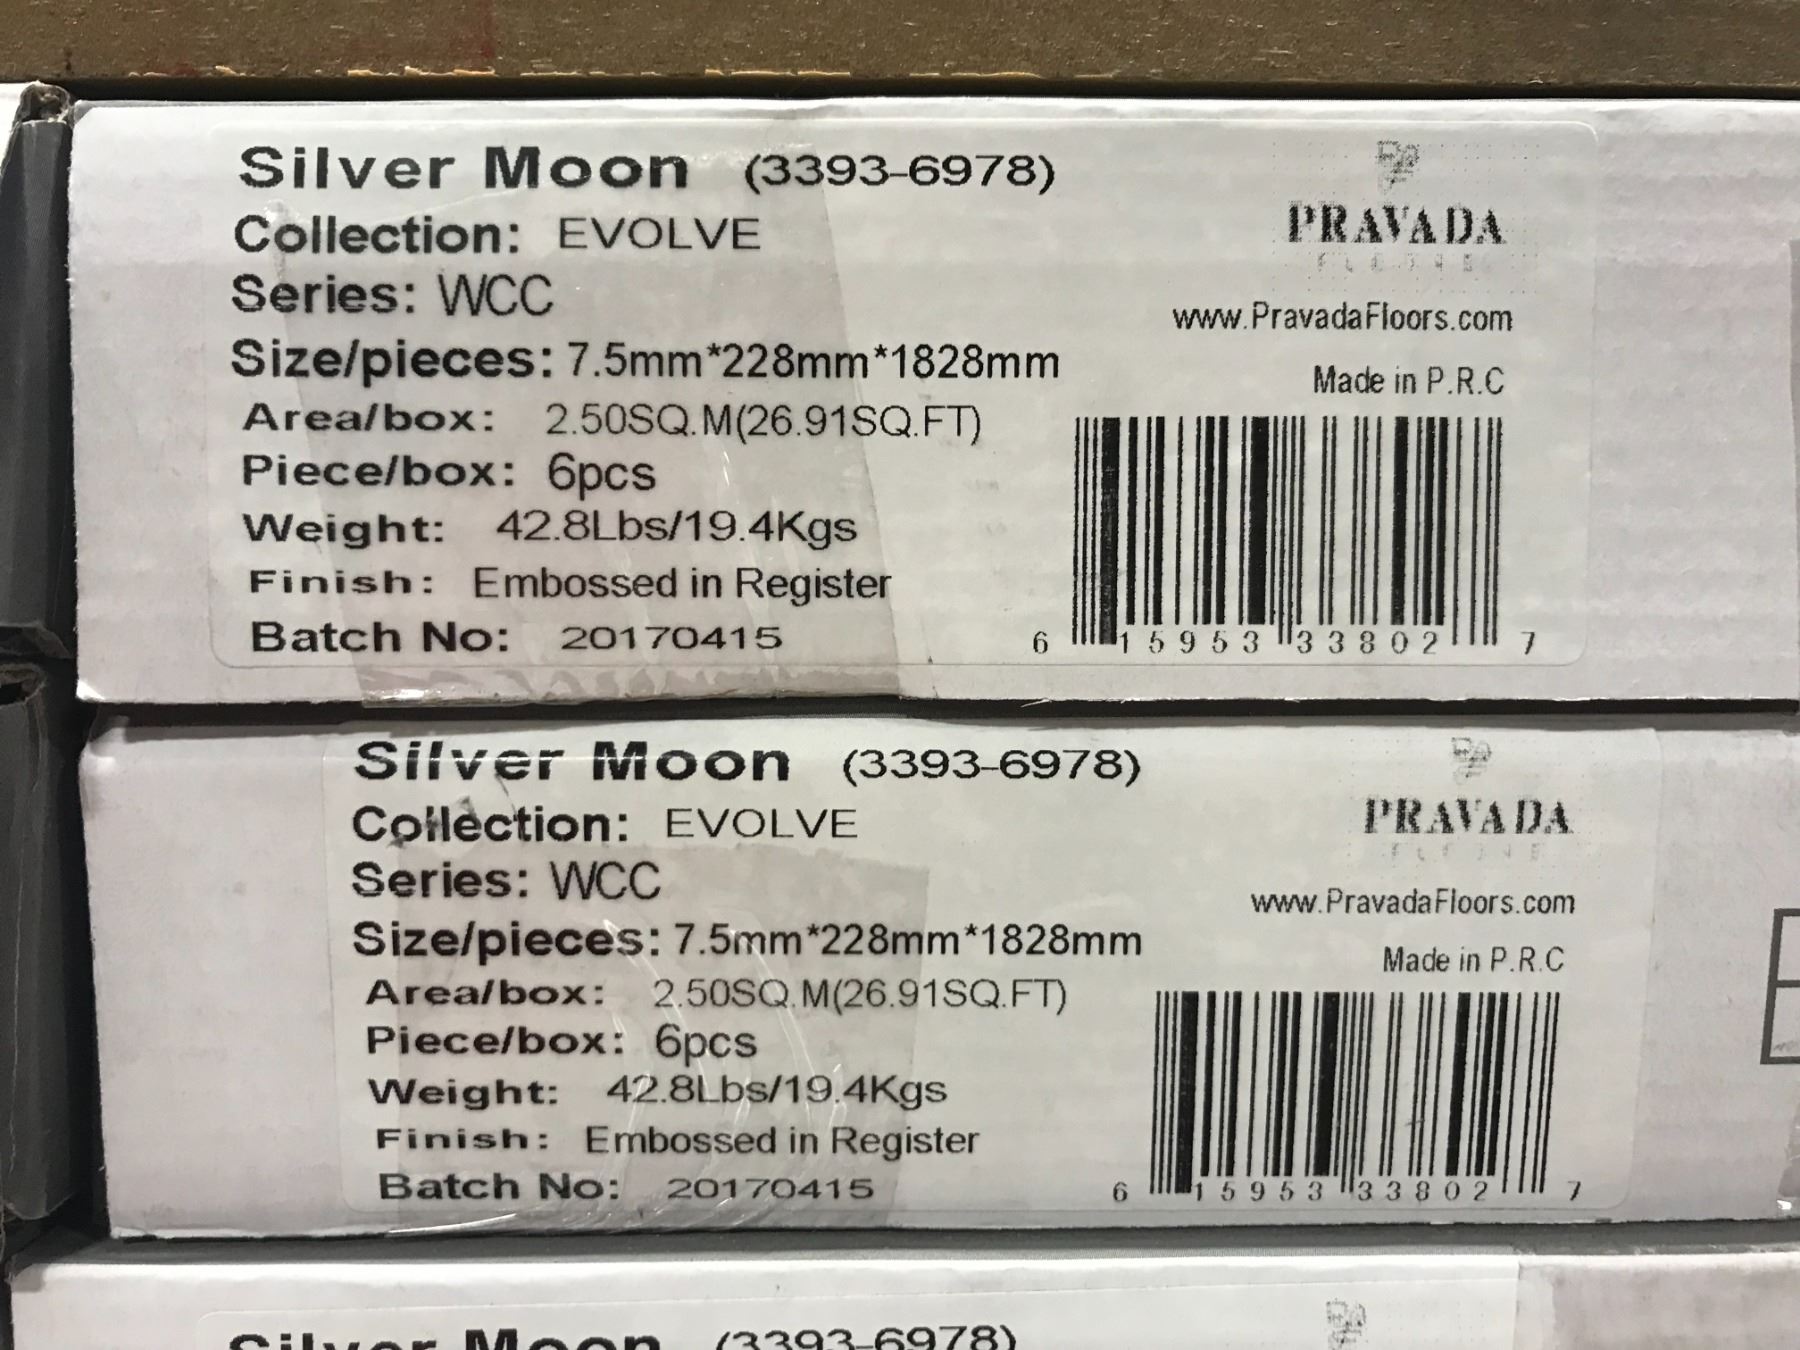 Silver Moon (3393-6978)
Collection: EVOLVE
Series: WCC
Size/pieces: 7.5mm*228mm*1828mm
Area/box: 2.50SQ.M(26.91SQ.FT)
Piece/box: 6pcs
Weight: 42.8Lbs/19.4Kgs
Finish: Embossed in Register
Batch No: 20170415
PRAVADA
FLOORS
www.PravadaFloors.com
Made in P.R.C
6 15953 33802 7
Silver Moon (3393-6978)
Collection: EVOLVE
Series: WCC
Size/pieces: 7.5mm*228mm*1828mm
Area/box: 2.50SQ.M(26.91SQ.FT)
Piece/box: 6pcs
Weight: 42.8Lbs/19.4Kgs
Finish: Embossed in Register
Batch No: 20170415
PRAVADA
FLOORS
www.PravadaFloors.com
Made in P.R.C
6 15953 33802 7
Silver Moon (3393-6978)